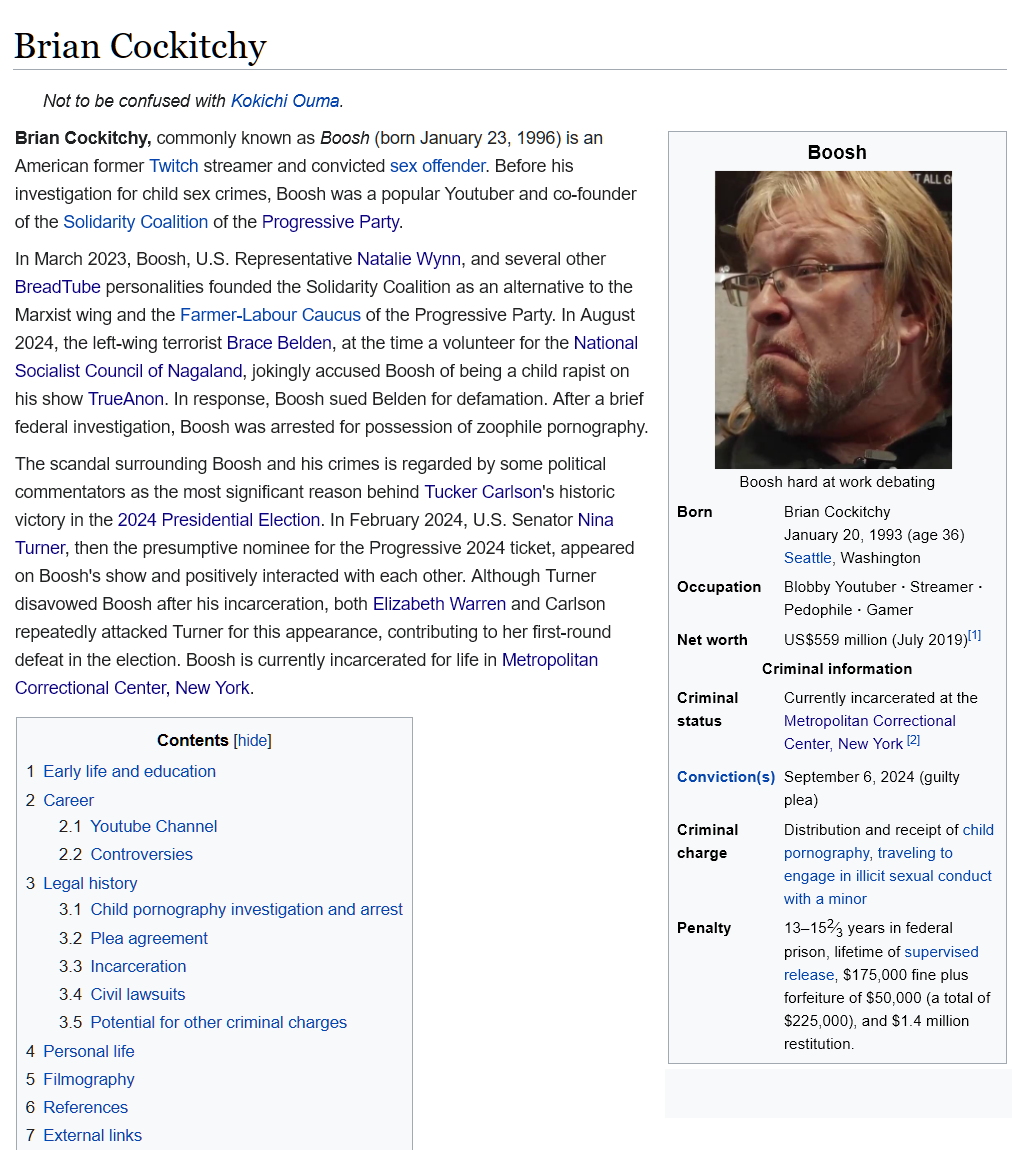 Brian Cockitchy
Not to be confused with Kokichi Ouma.
Brian Cockitchy, commonly known as Boosh (born January 23, 1996) is an
American former Twitch streamer and convicted sex offender. Before his
investigation for child sex crimes, Boosh was a popular Youtuber and co-founder
of the Solidarity Coalition of the Progressive Party.
In March 2023, Boosh, U.S. Representative Natalie Wynn, and several other
BreadTube personalities founded the Solidarity Coalition as an alternative to the
Marxist wing and the Farmer-Labour Caucus of the Progressive Party. In August
2024, the left-wing terrorist Brace Belden, at the time a volunteer for the National
Socialist Council of Nagaland, jokingly accused Boosh of being a child rapist on
his show TrueAnon. In response, Boosh sued Belden for defamation. After a brief
federal investigation, Boosh was arrested for possession of zoophile pornography.
The scandal surrounding Boosh and his crimes is regarded by some political
commentators as the most significant reason behind Tucker Carlson's historic
victory in the 2024 Presidential Election. In February 2024, U.S. Senator Nina
Turner, then the presumptive nominee for the Progressive 2024 ticket, appeared
on Boosh's show and positively interacted with each other. Although Turner
disavowed Boosh after his incarceration, both Elizabeth Warren and Carlson
repeatedly attacked Turner for this appearance, contributing to her first-round
defeat in the election. Boosh is currently incarcerated for life in Metropolitan
Correctional Center, New York.
Contents [hide]
1 Early life and education
2 Career
2.1 Youtube Channel
2.2 Controversies
3 Legal history
3.1 Child pornography investigation and arrest
3.2 Plea agreement
3.3 Incarceration
3.4 Civil lawsuits
3.5 Potential for other criminal charges
4 Personal life
5 Filmography
6 References
7 External links
Boosh
T ALL G
Boosh hard at work debating
Born Brian Cockitchy
January 20, 1993 (age 36)
Seattle, Washington
Occupation Blobby Youtuber · Streamer ·
Pedophile · Gamer
Net worth US$559 million (July 2019)[1]
Criminal information
Criminal status Currently incarcerated at the
Metropolitan Correctional
Center, New York [2]
Conviction(s) September 6, 2024 (guilty
plea)
Criminal charge Distribution and receipt of child
pornography, traveling to
engage in illicit sexual conduct
with a minor
Penalty 13–15⅔ years in federal
prison, lifetime of supervised
release, $175,000 fine plus
forfeiture of $50,000 (a total of
$225,000), and $1.4 million
restitution.